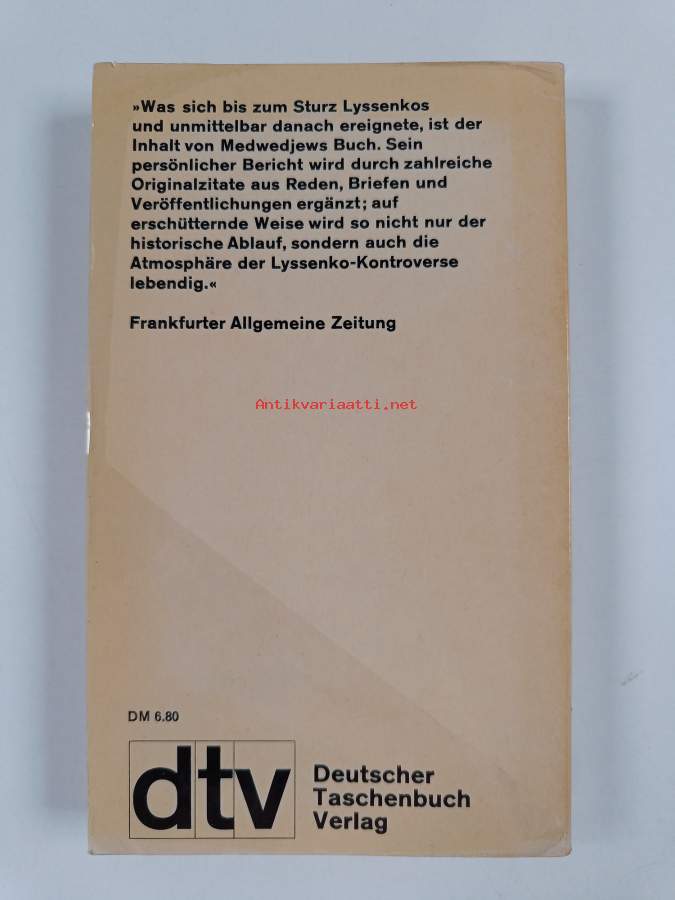 »Was sich bis zum Sturz Lyssenkos
und unmittelbar danach ereignete, ist der
Inhalt von Medwedjews Buch. Sein
persönlicher Bericht wird durch zahlreiche
Originalzitate aus Reden, Briefen und
Veröffentlichungen ergänzt; auf
erschütternde Weise wird so nicht nur der
historische Ablauf, sondern auch die
Atmosphäre der Lyssenko-Kontroverse
lebendig.«
Frankfurter Allgemeine Zeitung
Antikvariaatti.net
DM 6.80
dtv
Deutscher
Taschenbuch
Verlag